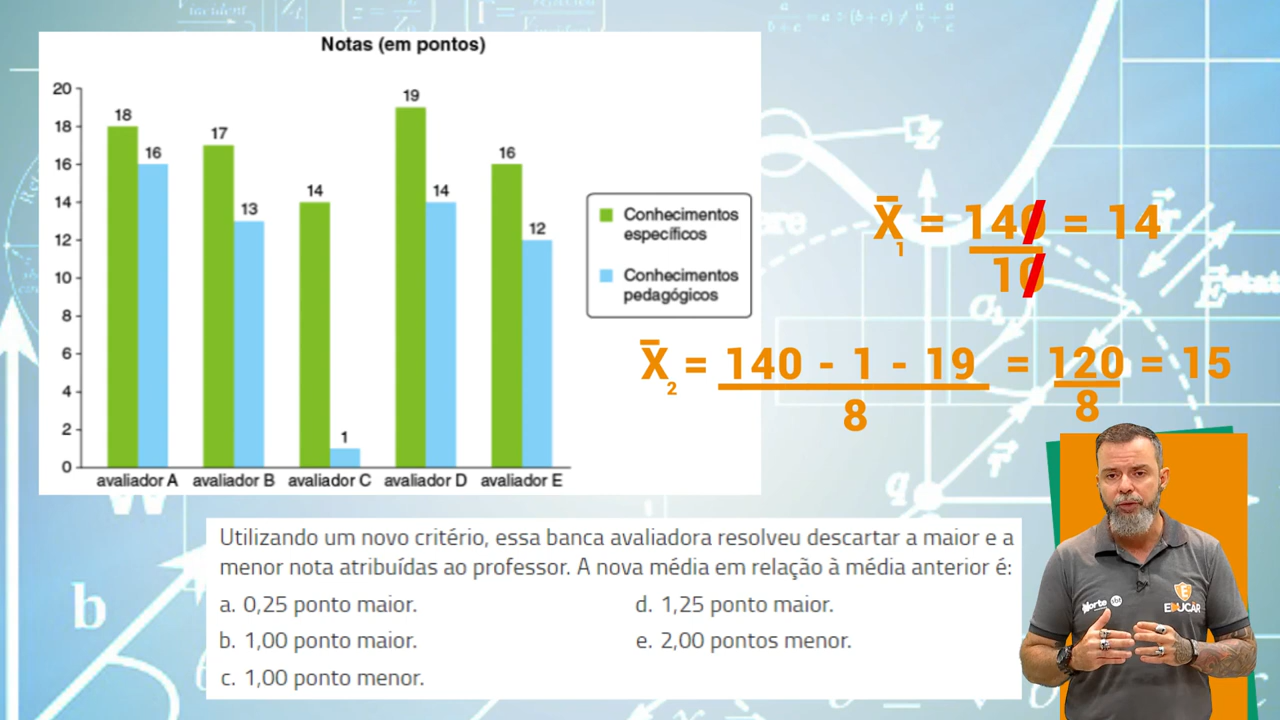 Notas (em pontos)
20
18
16
14
12
10
8
6
4
2
0
18
16
17
13
14
1
19
14
16
12
avaliador A
avaliador B
avaliador C
avaliador D
avaliador E
Conhecimentos
específicos
Conhecimentos
pedagógicos
X̄₁ = 140/10 = 14
X̄₂ = 140 - 1 - 19 / 8 = 120/8 = 15
Utilizando um novo critério, essa banca avaliadora resolveu descartar a maior e a
menor nota atribuídas ao professor. A nova média em relação à média anterior é:
a. 0,25 ponto maior.
b. 1,00 ponto maior.
c. 1,00 ponto menor.
d. 1,25 ponto maior.
e. 2,00 pontos menor.
EDUCAR
b
q
W